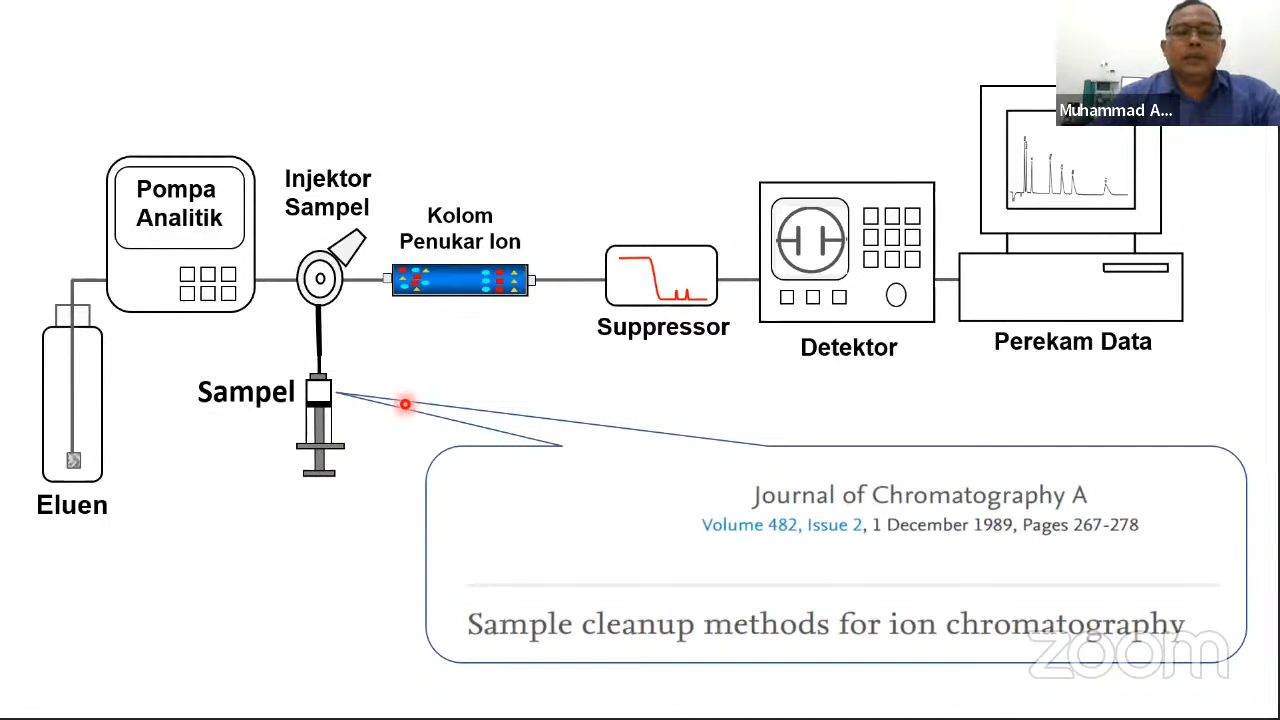 Muhammad A...
Pompa
Analitik
Injektor
Sampel
Kolom
Penukar Ion
Suppressor
Detektor
Perekam Data
Sampel
Eluen
Journal of Chromatography A
Volume 482, Issue 2, 1 December 1989, Pages 267-278
Sample cleanup methods for ion chromatography
zoom